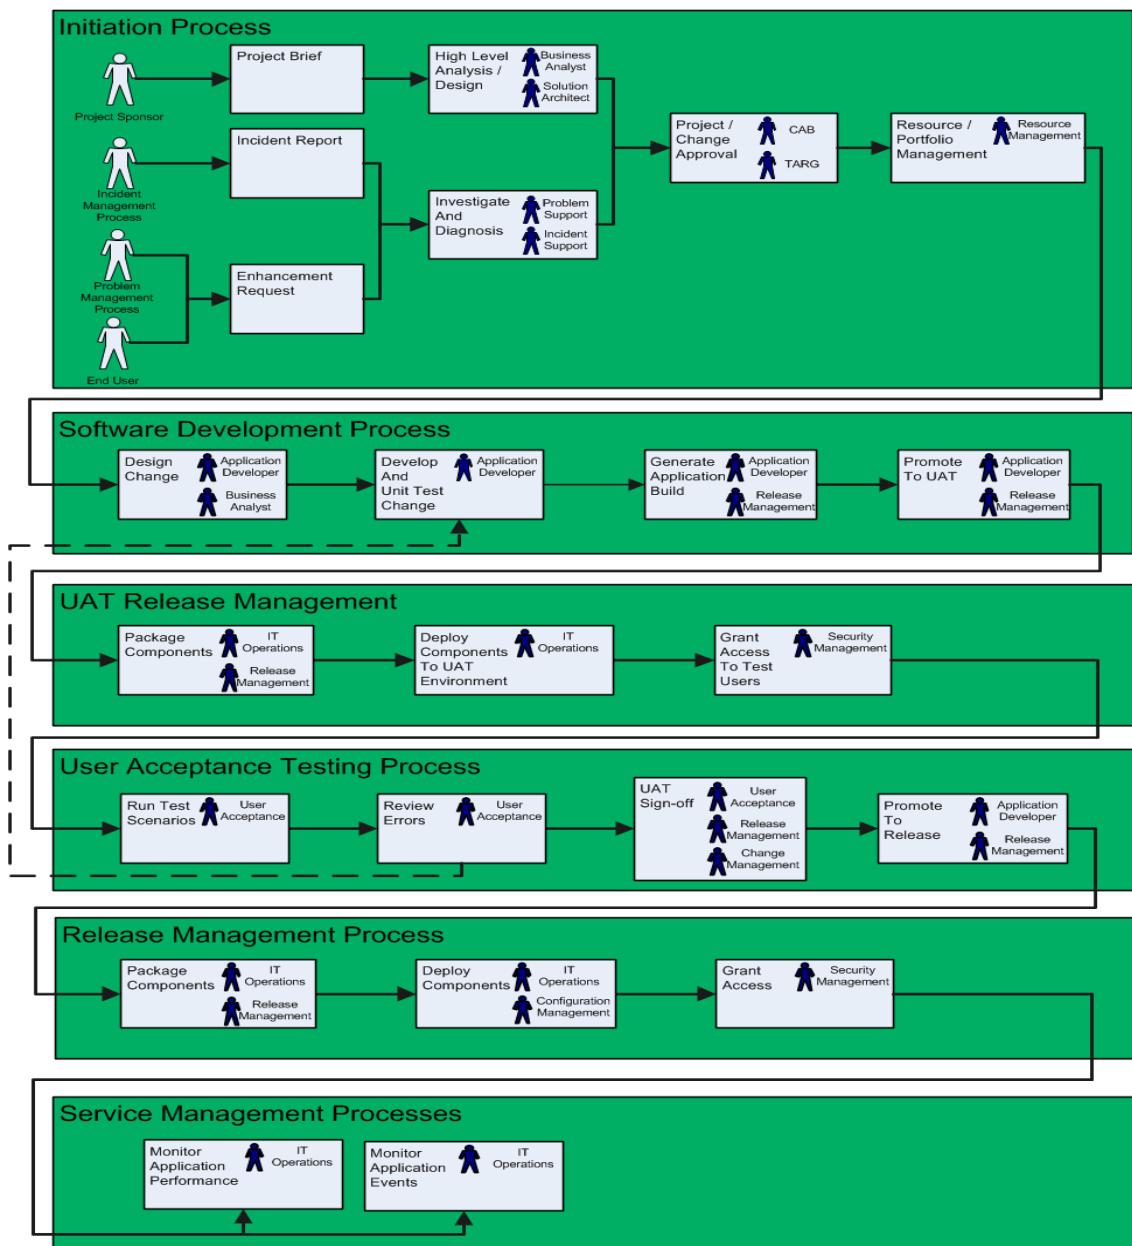 Initiation Process
Project Sponsor
Project Brief
High Level
Analysis /
Design
Business
Analyst
Solution
Architect
Incident
Management
Process
Incident Report
Problem
Management
Process
End User
Enhancement
Request
Investigate
And
Diagnosis
Problem
Support
Incident
Support
Project /
Change
Approval
CAB
TARG
Resource /
Portfolio
Management
Resource
Management
Software Development Process
Design
Change
Application
Developer
Business
Analyst
Develop
And
Unit Test
Change
Application
Developer
Generate
Application
Build
Application
Developer
Release
Management
Promote
To UAT
Application
Developer
Release
Management
UAT Release Management
Package
Components
IT
Operations
Release
Management
Deploy
Components
To UAT
Environment
IT
Operations
Grant
Access
To Test
Users
Security
Management
User Acceptance Testing Process
Run Test
Scenarios
User
Acceptance
Review
Errors
User
Acceptance
UAT
Sign-off
User
Acceptance
Release
Management
Change
Management
Promote
To
Release
Application
Developer
Release
Management
Release Management Process
Package
Components
IT
Operations
Release
Management
Deploy
Components
IT
Operations
Configuration
Management
Grant
Access
Security
Management
Service Management Processes
Monitor
Application
Performance
IT
Operations
Monitor
Application
Events
IT
Operations